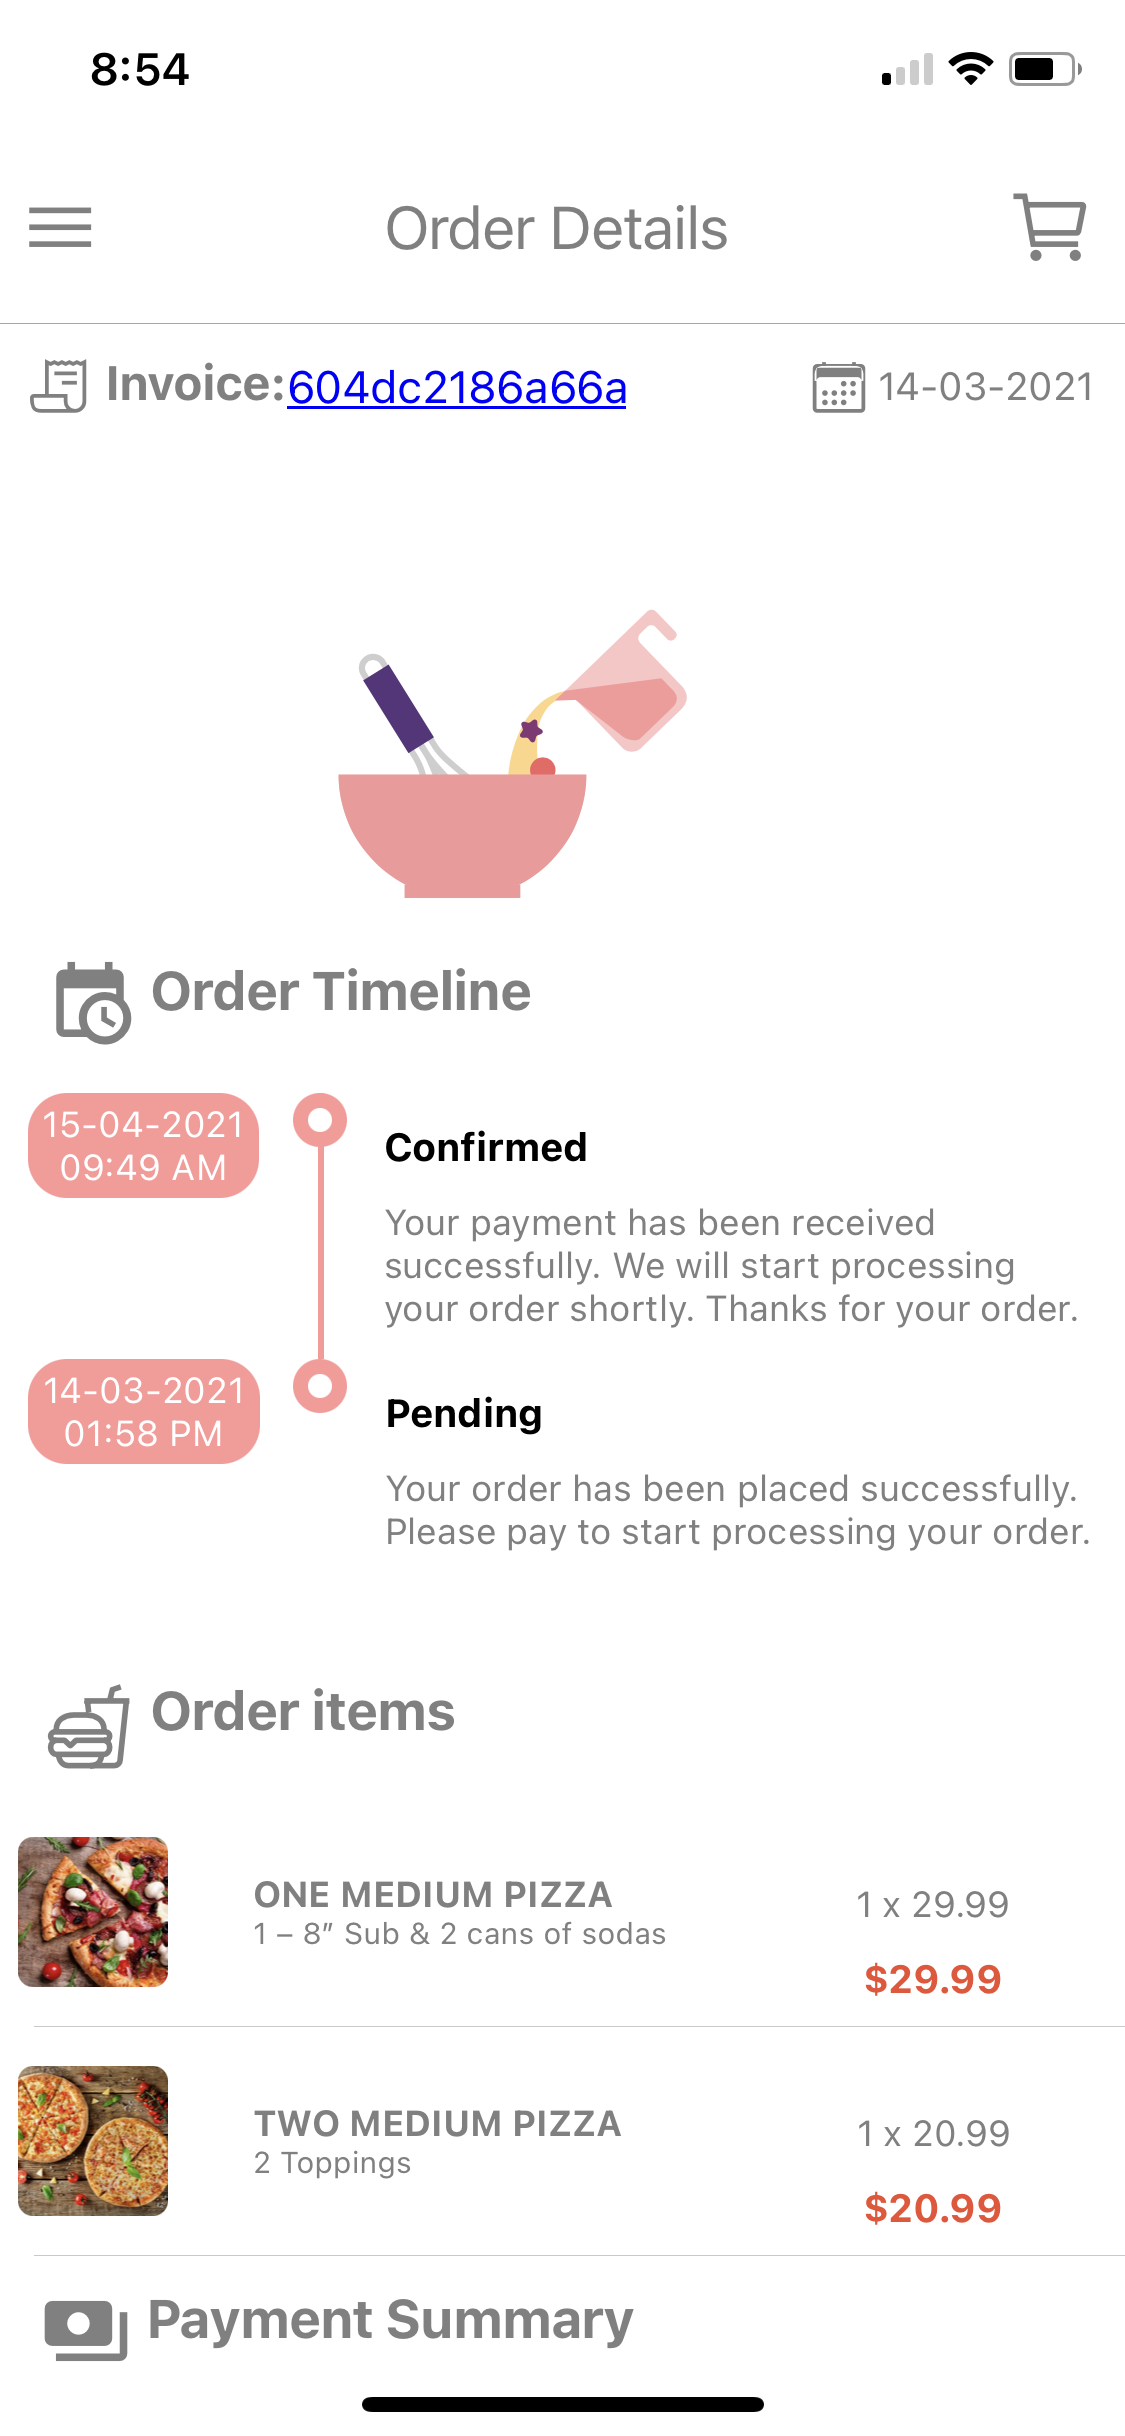 8:54
Order Details
Invoice:604dc2186a66a
14-03-2021
Order Timeline
15-04-2021
09:49 AM
Confirmed
Your payment has been received
successfully. We will start processing
your order shortly. Thanks for your order.
14-03-2021
01:58 PM
Pending
Your order has been placed successfully.
Please pay to start processing your order.
Order items
ONE MEDIUM PIZZA
1 – 8” Sub & 2 cans of sodas
1 x 29.99
$29.99
TWO MEDIUM PIZZA
2 Toppings
1 x 20.99
$20.99
Payment Summary